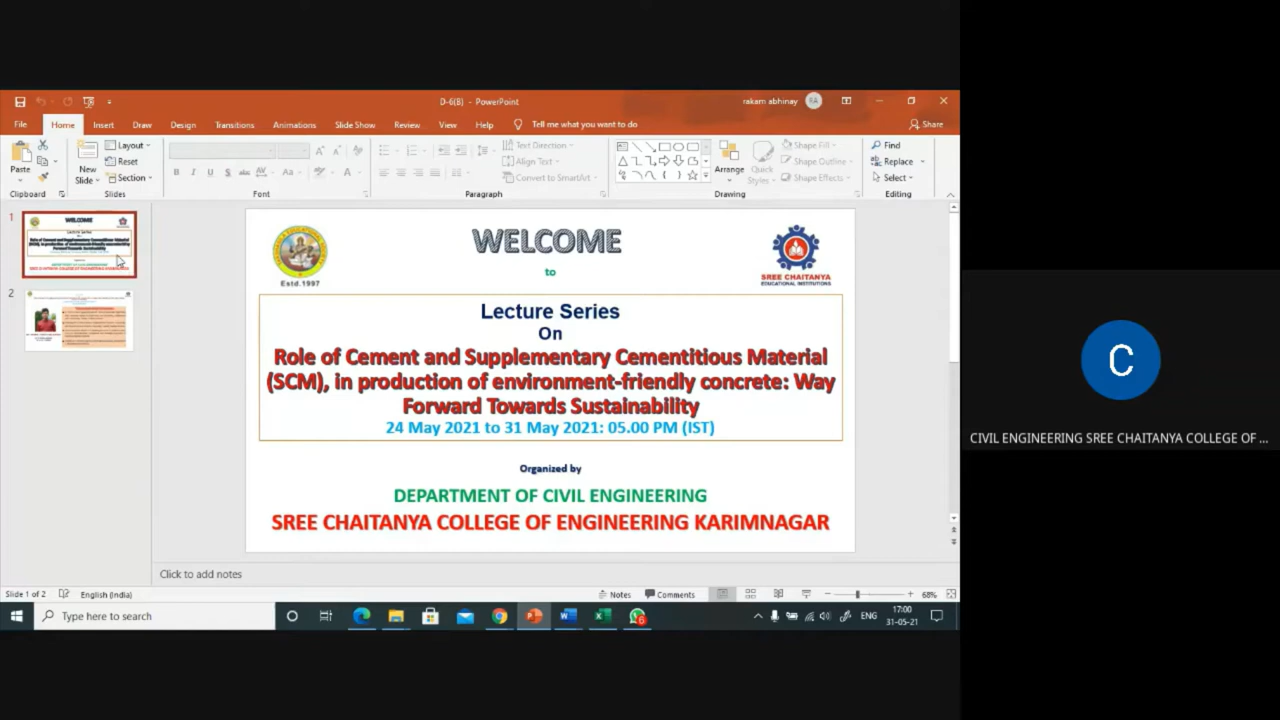 D-6(B) - PowerPoint
rakam abhinay
RA
File
Home
Insert
Draw
Design
Transitions
Animations
Slide Show
Review
View
Help
Tell me what you want to do
Share
Paste
Clipboard
New
Slide
Layout
Reset
Section
Slides
Font
Text Direction
Align Text
Convert to SmartArt
Paragraph
Arrange
Quick
Styles
Shape Fill
Shape Outline
Shape Effects
Drawing
Find
Replace
Select
Editing
1
2
WELCOME
to
Estd.1997
SREE CHAITANYA
EDUCATIONAL INSTITUTIONS
Lecture Series
On
Role of Cement and Supplementary Cementitious Material
(SCM), in production of environment-friendly concrete: Way
Forward Towards Sustainability
24 May 2021 to 31 May 2021: 05.00 PM (IST)
Organized by
DEPARTMENT OF CIVIL ENGINEERING
SREE CHAITANYA COLLEGE OF ENGINEERING KARIMNAGAR
C
CIVIL ENGINEERING SREE CHAITANYA COLLEGE OF ...
Click to add notes
Slide 1 of 2
English (India)
Notes
Comments
68%
Type here to search
6
ENG
17:00
31-05-21